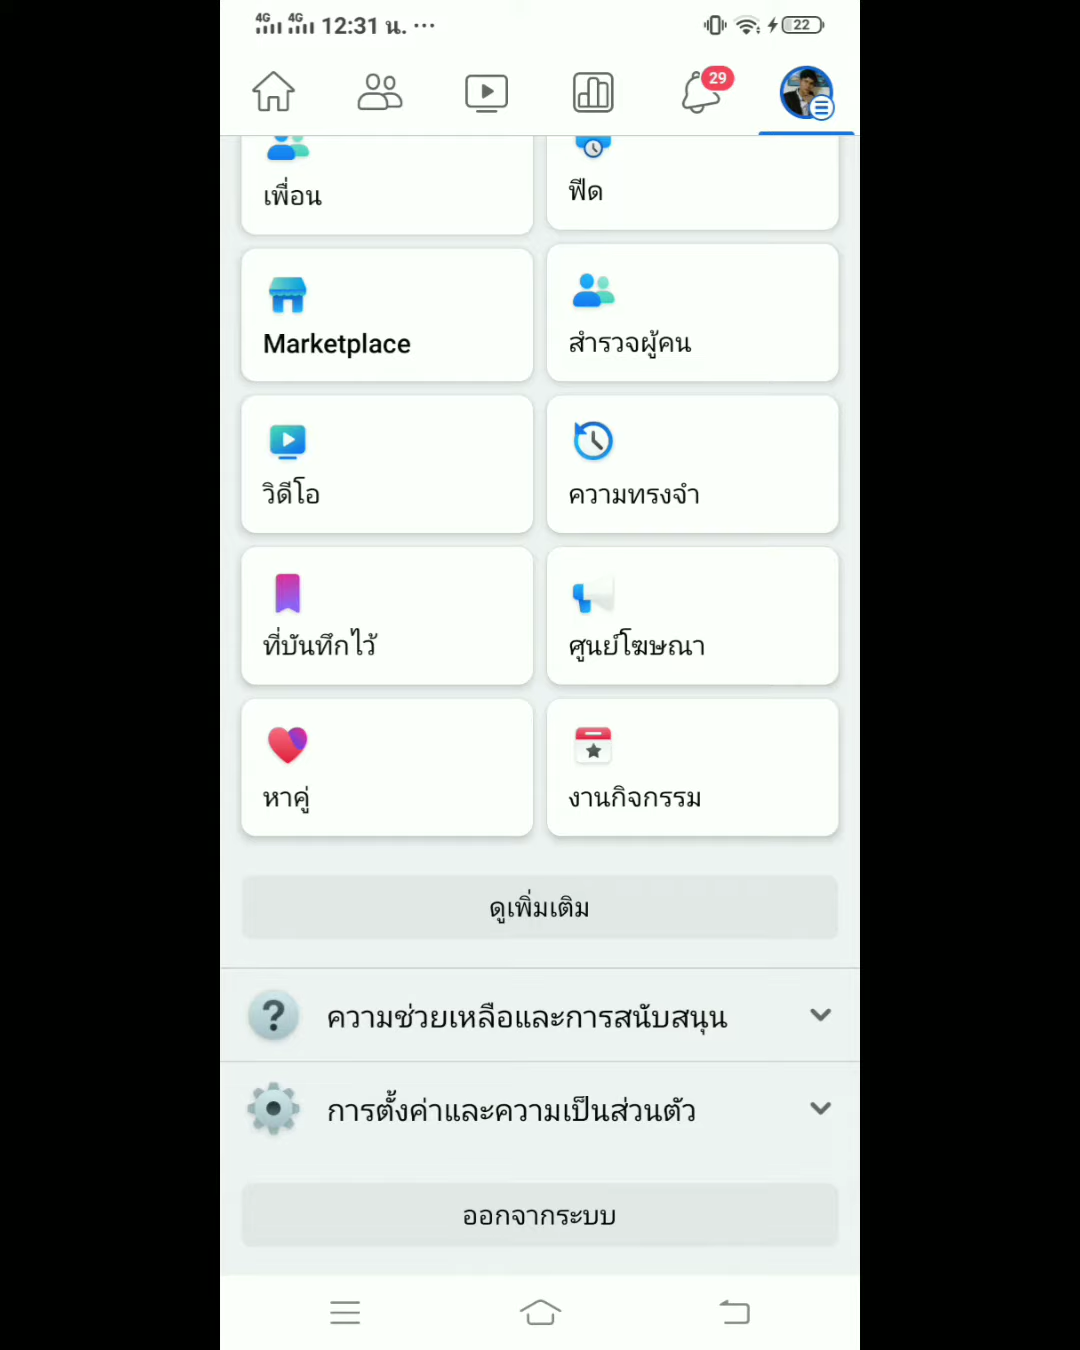 4G 4G 12:31 น. ··· 22
29
เพื่อน
ฟีด
Marketplace
สำรวจผู้คน
วิดีโอ
ความทรงจำ
ที่บันทึกไว้
ศูนย์โฆษณา
หาคู่
งานกิจกรรม
ดูเพิ่มเติม
ความช่วยเหลือและการสนับสนุน
การตั้งค่าและความเป็นส่วนตัว
ออกจากระบบ